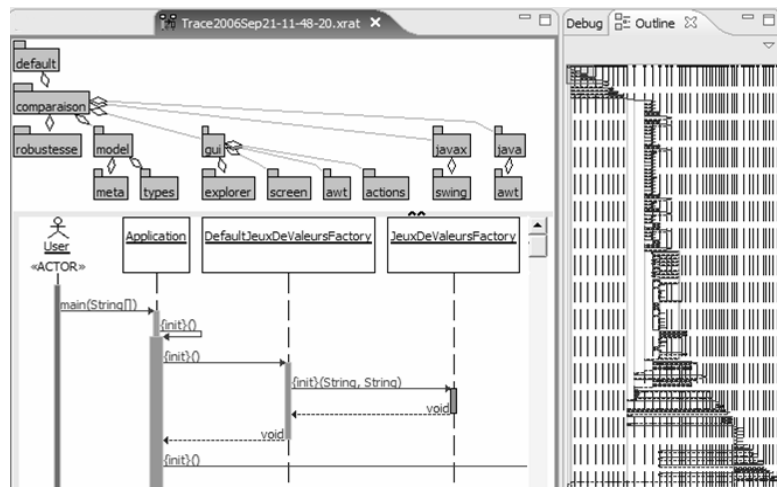 Trace2006Sep21-11-48-20.xrat
Debug
Outline
default
comparaison
robustesse
model
gui
javax
java
meta
types
explorer
screen
awt
actions
swing
awt
User
«ACTOR»
Application
DefaultJeuxDeValeursFactory
JeuxDeValeursFactory
main(String[])
{init}()
{init}()
{init}(String, String)
void
void
{init}()